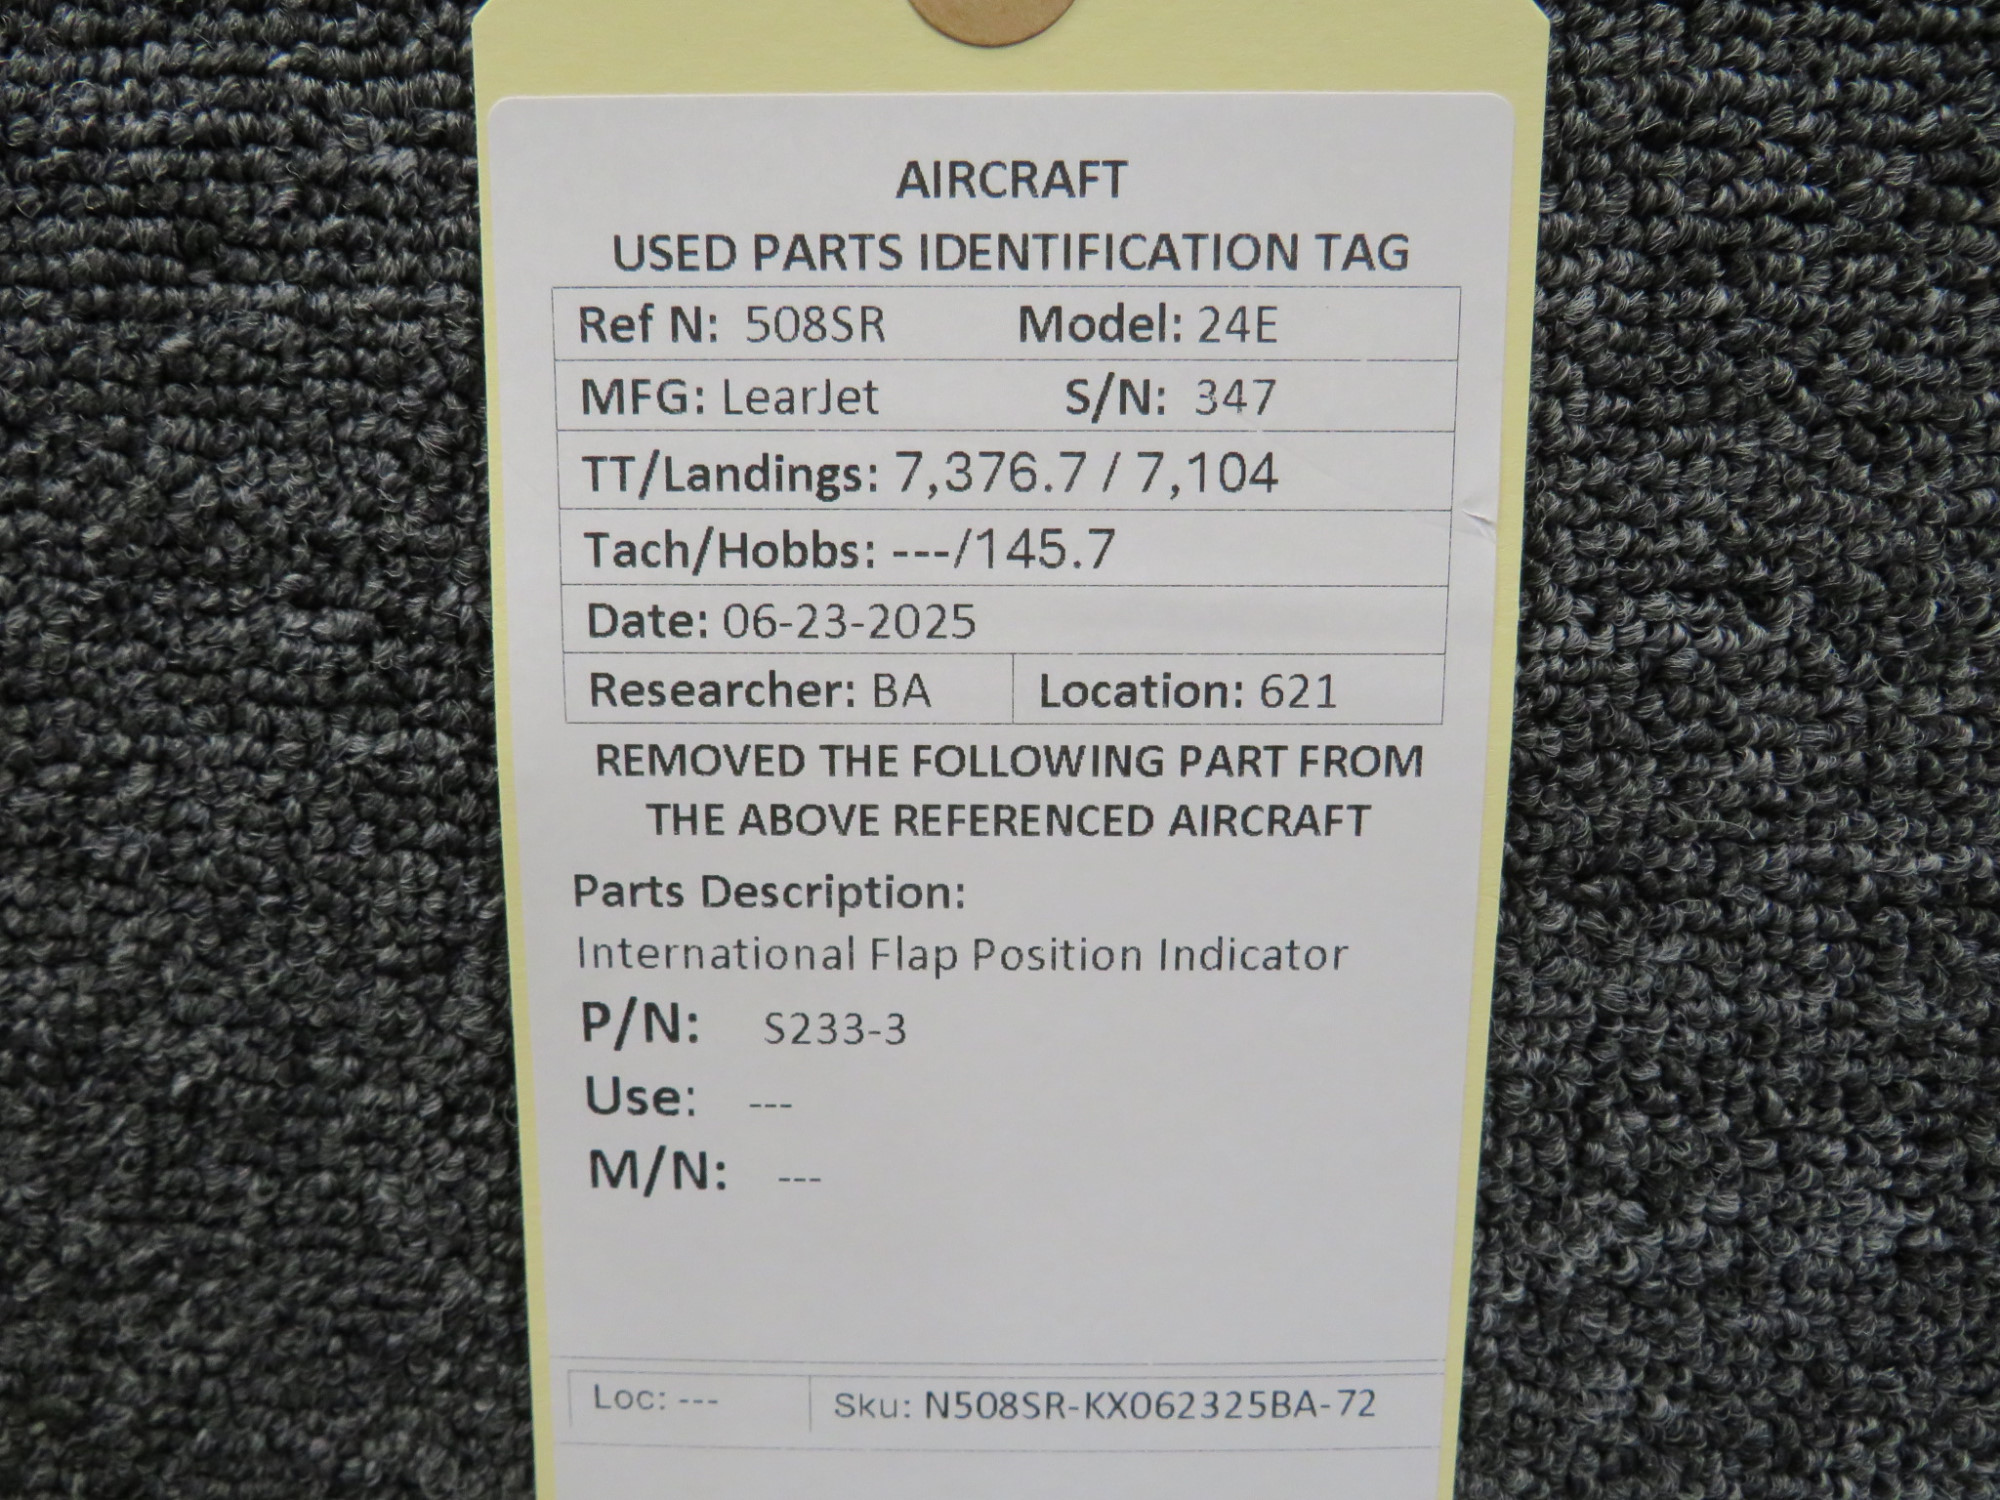 AIRCRAFT
USED PARTS IDENTIFICATION TAG
Ref N: 508SR Model: 24E
MFG: LearJet S/N: 347
TT/Landings: 7,376.7 / 7,104
Tach/Hobbs: ---/145.7
Date: 06-23-2025
Researcher: BA Location: 621
REMOVED THE FOLLOWING PART FROM
THE ABOVE REFERENCED AIRCRAFT
Parts Description:
International Flap Position Indicator
P/N: S233-3
Use: ---
M/N: ---
Loc: --- Sku: N508SR-KX062325BA-72